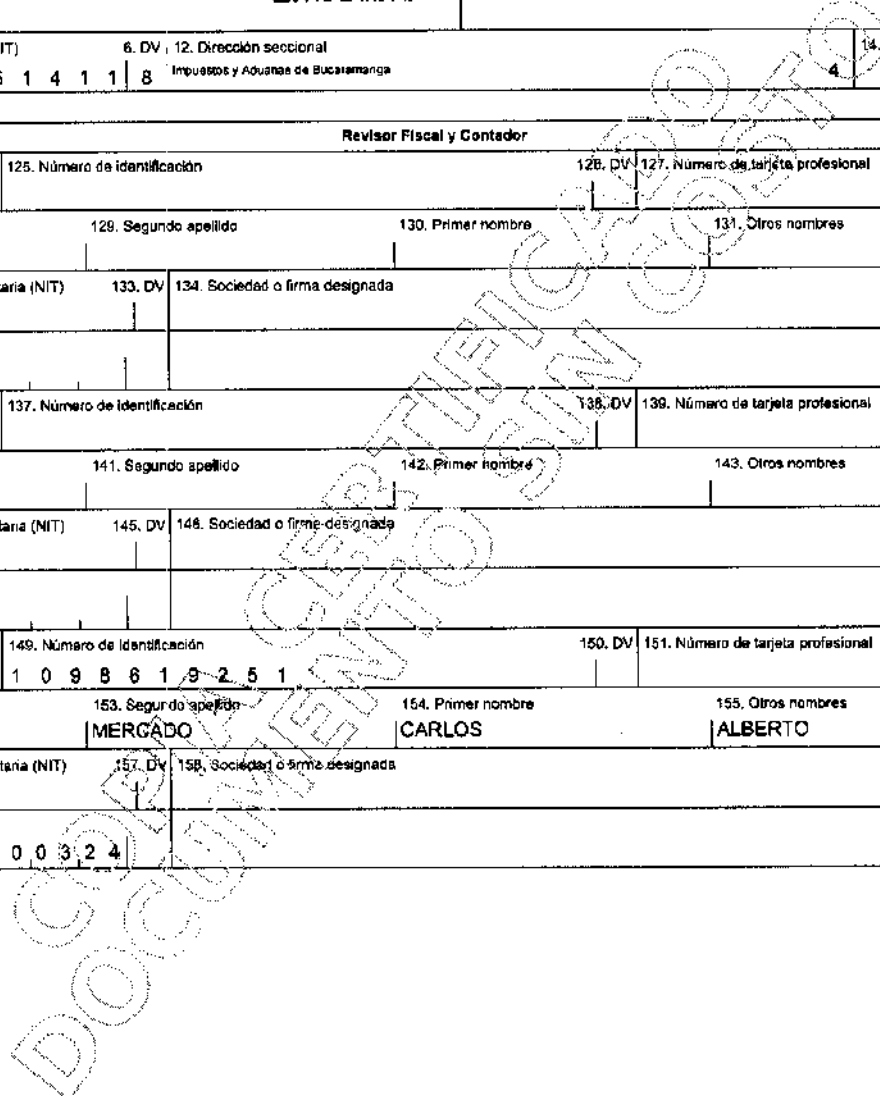 IT) 6. DV 12. Dirección seccional 14.
6 1 4 1 1 8 Impuestos y Aduanas de Bucaramanga 4
Revisor Fiscal y Contador
125. Número de identificación 126. DV 127. Número de tarjeta profesional
129. Segundo apellido 130. Primer nombre 131. Otros nombres
taria (NIT) 133. DV 134. Sociedad o firma designada
137. Número de identificación 138. DV 139. Número de tarjeta profesional
141. Segundo apellido 142. Primer nombre 143. Otros nombres
taria (NIT) 145. DV 146. Sociedad o firma designada
149. Número de identificación 150. DV 151. Número de tarjeta profesional
1 0 9 8 6 1 9 2 5 1
153. Segundo apellido 154. Primer nombre 155. Otros nombres
MERCADO CARLOS ALBERTO
taria (NIT) 157. DV 158. Sociedad o firma designada
0 0 3 2 4
COPIA CERTIFICADO
DOCUMENTO SIN COSTO